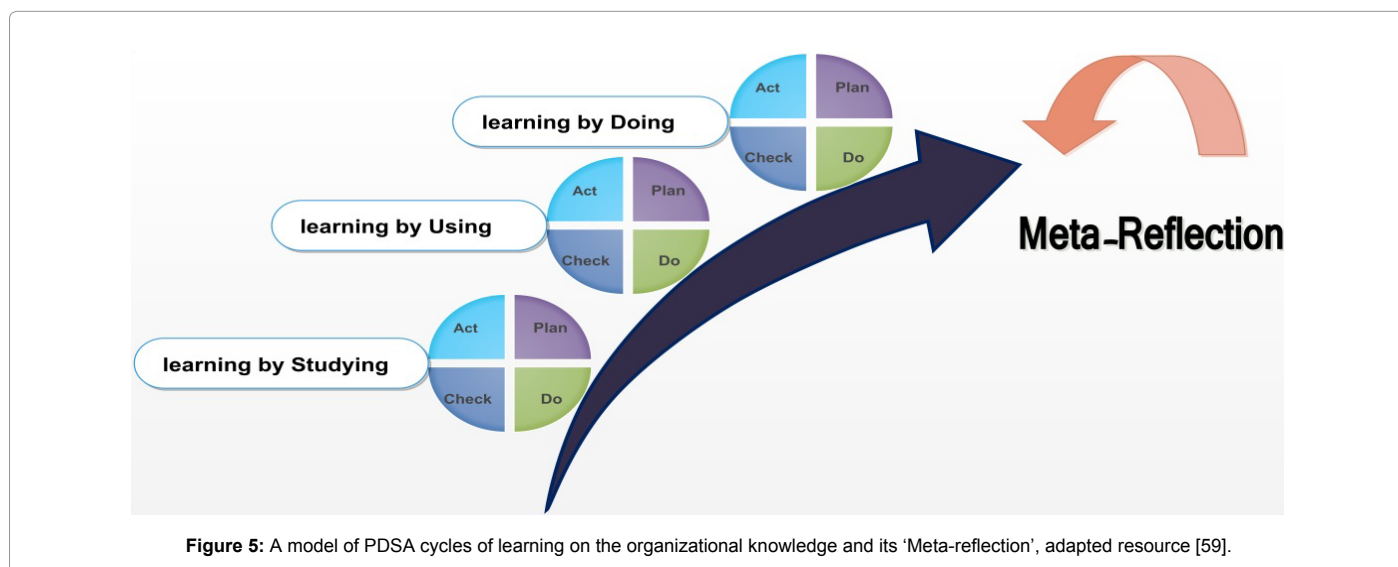 Act Plan
learning by Doing
Check Do
Act Plan
learning by Using
Check Do
Meta-Reflection
Act Plan
learning by Studying
Check Do
Figure 5: A model of PDSA cycles of learning on the organizational knowledge and its ‘Meta-reflection’, adapted resource [59].